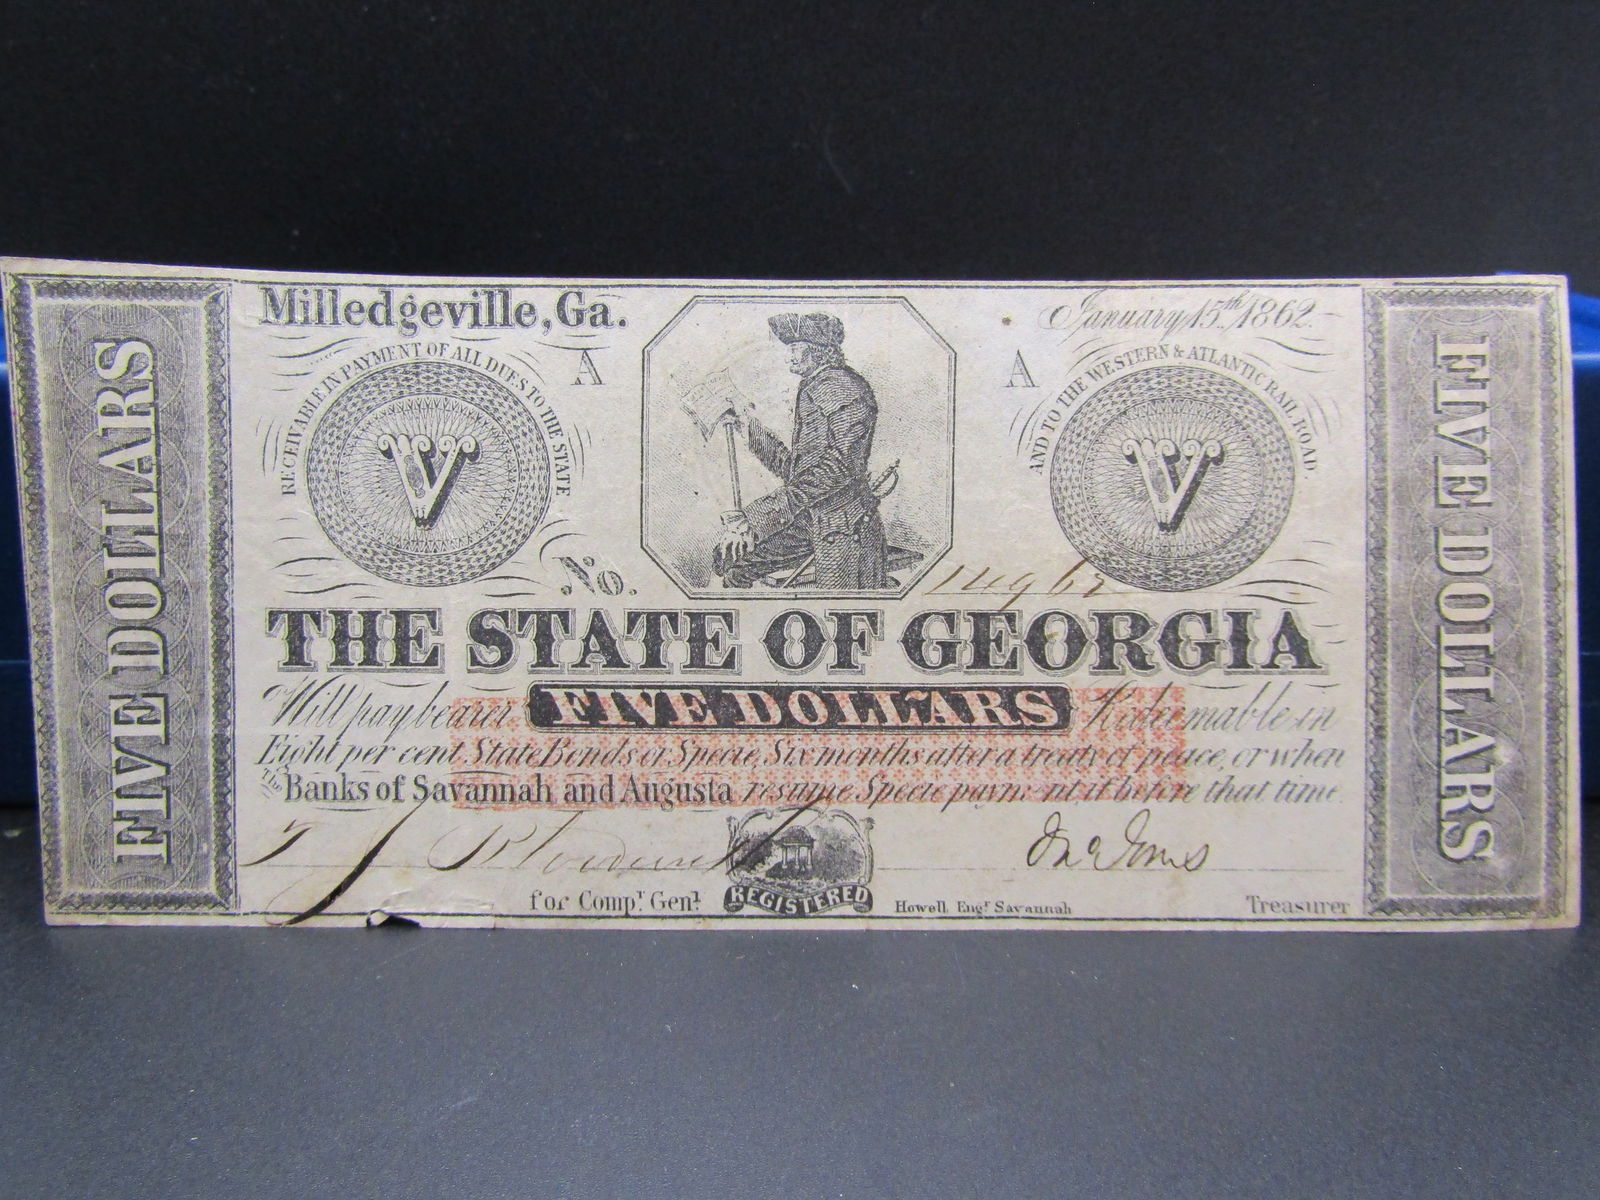 Milledgeville, Ga.
January 15th 1862.
A
A
RECEIVABLE IN PAYMENT OF ALL DUES TO THE STATE
AND TO THE WESTERN & ATLANTIC RAIL ROAD.
V
V
FIVE DOLLARS
FIVE DOLLARS
No.
THE STATE OF GEORGIA
Will pay bearer FIVE DOLLARS Redeemable in
Eight per cent State Bonds or Specie, Six months after a treaty of peace, or when
The Banks of Savannah and Augusta resume Specie payment, if before that time.
Jno Jones
for Compr. Genl.
REGISTERED
Howell, Engr Savannah
Treasurer